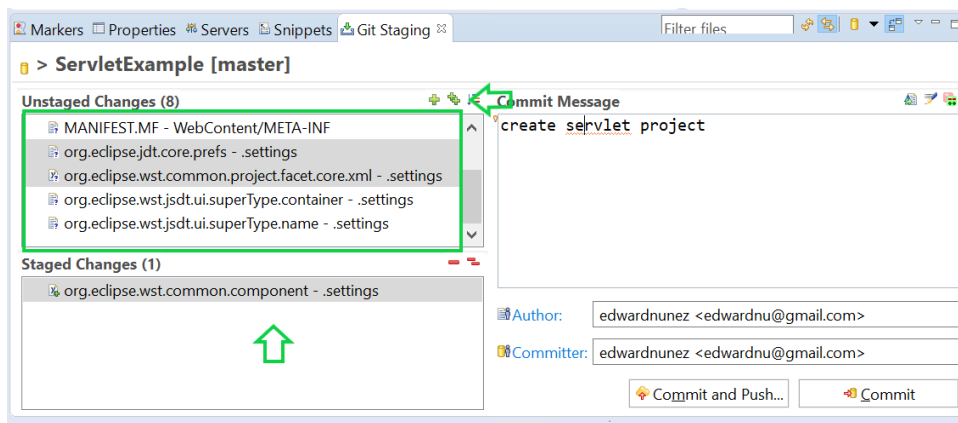 Markers Properties Servers Snippets Git Staging
Filter files
> ServletExample [master]
Unstaged Changes (8)
MANIFEST.MF - WebContent/META-INF
org.eclipse.jdt.core.prefs - .settings
org.eclipse.wst.common.project.facet.core.xml - .settings
org.eclipse.wst.jsdt.ui.superType.container - .settings
org.eclipse.wst.jsdt.ui.superType.name - .settings
Staged Changes (1)
org.eclipse.wst.common.component - .settings
Commit Message
create servlet project
Author: edwardnunez <edwardnu@gmail.com>
Committer: edwardnunez <edwardnu@gmail.com>
Commit and Push... Commit